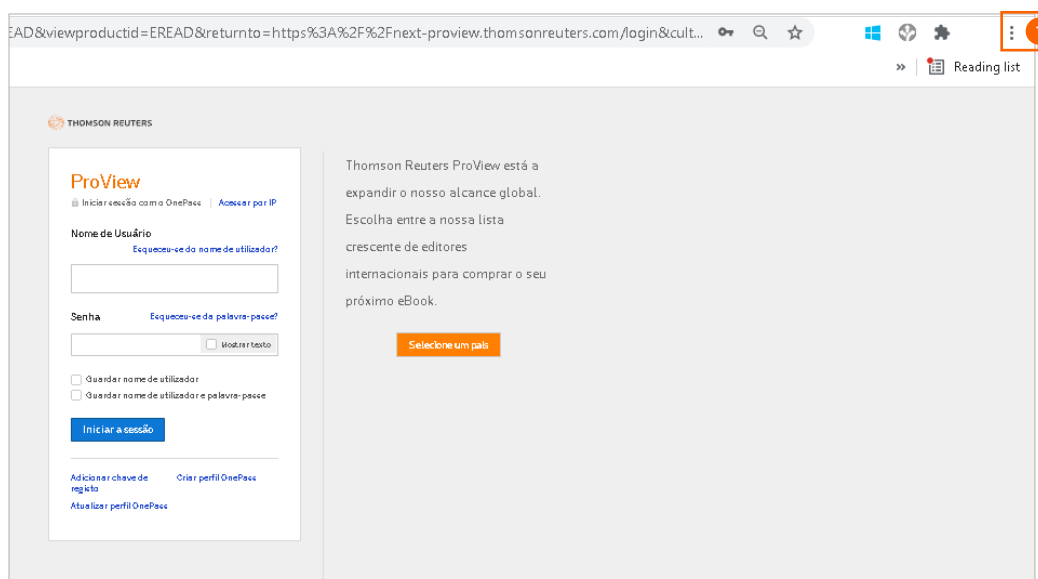 EAD&viewproductid=EREAD&returnto=https%3A%2F%2Fnext-proview.thomsonreuters.com/login&cult...
» Reading list
THOMSON REUTERS
ProView
Iniciar sessão com o OnePass | Acessar por IP
Nome de Usuário
Esqueceu-se do nome de utilizador?
Senha Esqueceu-se da palavra-passe?
Mostrar texto
Guardar nome de utilizador
Guardar nome de utilizador e palavra-passe
Iniciar a sessão
Adicionar chave de registo
Criar perfil OnePass
Atualizar perfil OnePass
Thomson Reuters ProView está a
expandir o nosso alcance global.
Escolha entre a nossa lista
crescente de editores
internacionais para comprar o seu
próximo eBook.
Selecione um país